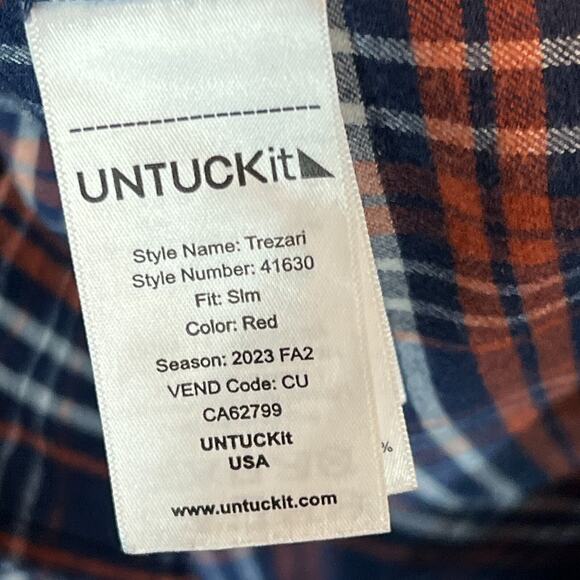 UNTUCKit
Style Name: Trezari
Style Number: 41630
Fit: Slm
Color: Red
Season: 2023 FA2
VEND Code: CU
CA62799
UNTUCKit
USA
www.untuckit.com
%